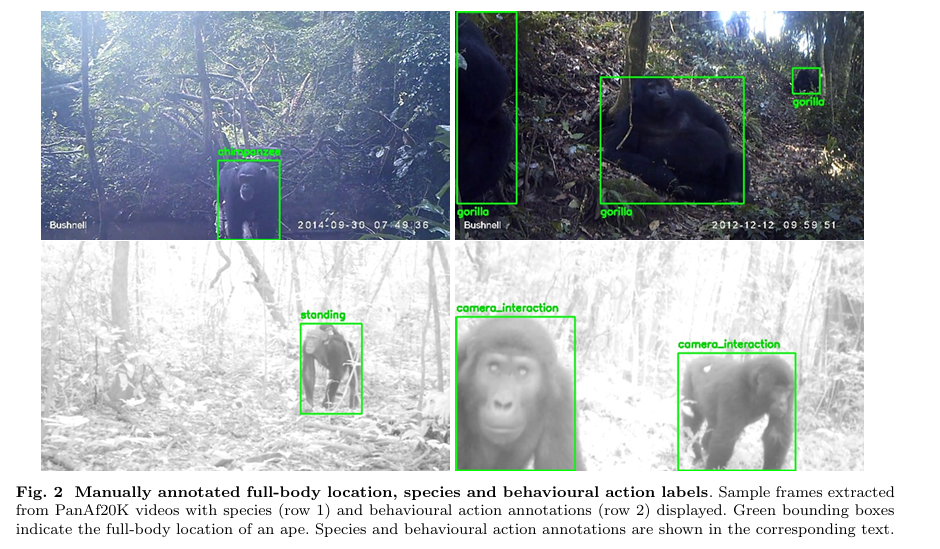 chimpanzee
Bushnell
2014-09-30 07:49:36
gorilla
gorilla
gorilla
Bushnell
2012-12-12 09:59:51
standing
camera_interaction
camera_interaction
Fig. 2 Manually annotated full-body location, species and behavioural action labels. Sample frames extracted
from PanAf20K videos with species (row 1) and behavioural action annotations (row 2) displayed. Green bounding boxes
indicate the full-body location of an ape. Species and behavioural action annotations are shown in the corresponding text.